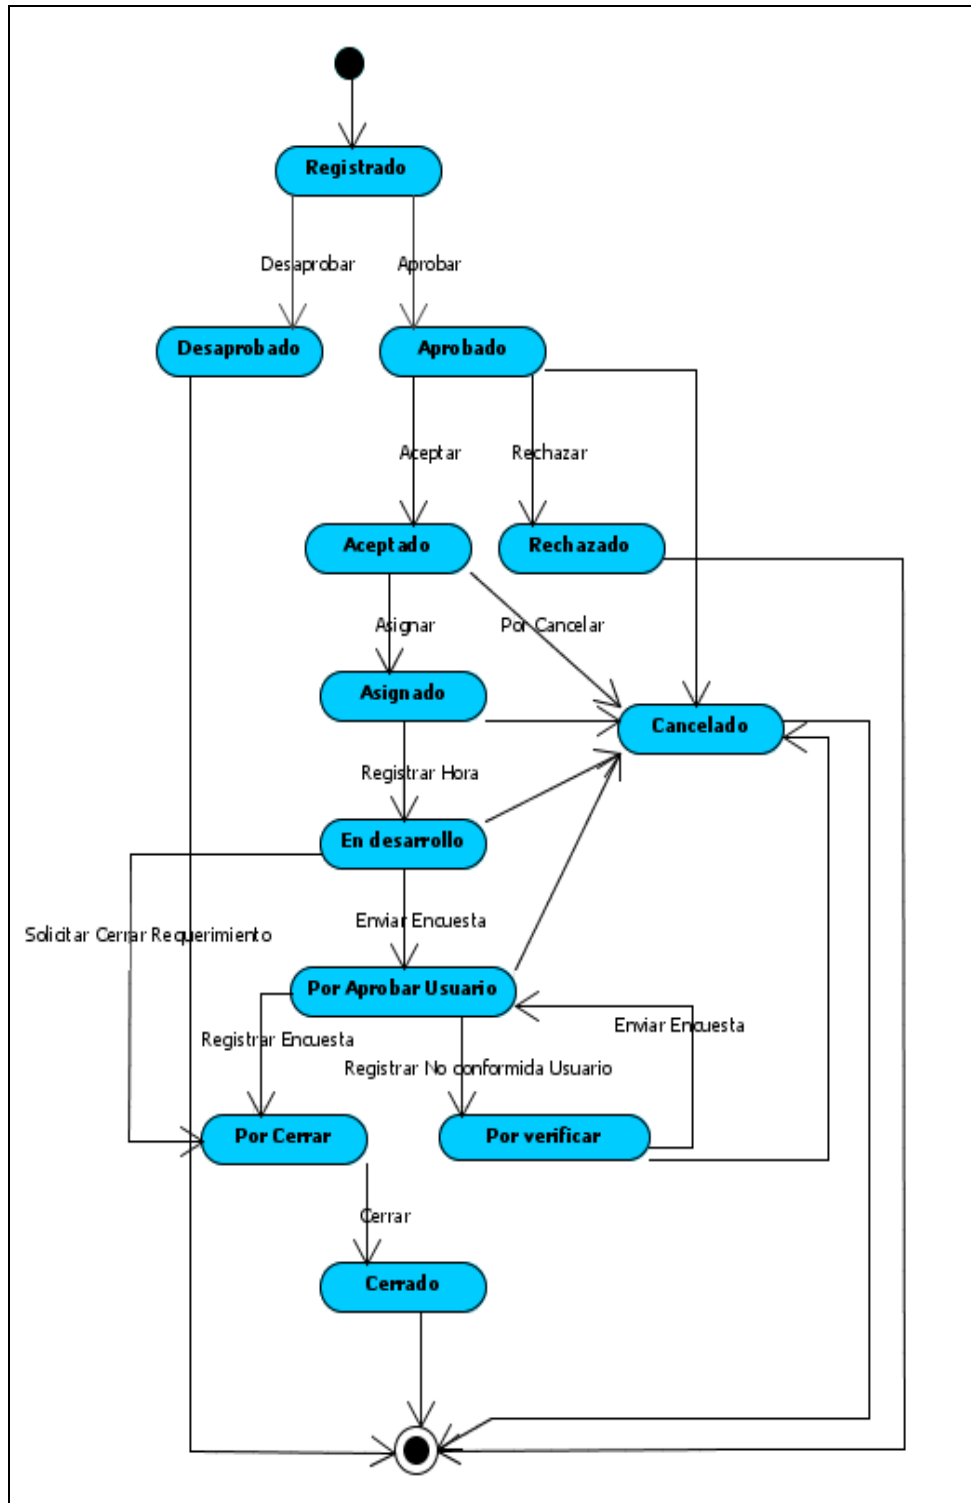 Registrado
Desaprobar
Aprobar
Desaprobado
Aprobado
Aceptar
Rechazar
Aceptado
Rechazado
Asignar
Por Cancelar
Asignado
Cancelado
Registrar Hora
En desarrollo
Enviar Encuesta
Solicitar Cerrar Requerimiento
Por Aprobar Usuario
Enviar Encuesta
Registrar Encuesta
Registrar No conformida Usuario
Por Cerrar
Por verificar
Cerrar
Cerrado